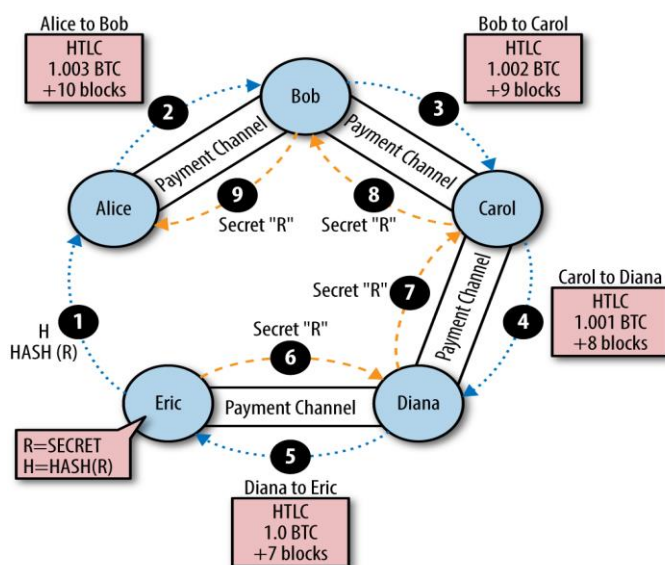 Alice to Bob
HTLC
1.003 BTC
+10 blocks
Bob to Carol
HTLC
1.002 BTC
+9 blocks
2
Bob
3
Payment Channel
Payment Channel
9
8
Alice
Secret "R"
Secret "R"
Carol
Carol to Diana
HTLC
1.001 BTC
+8 blocks
1
H
HASH (R)
Secret "R"
7
4
Payment Channel
Secret "R"
6
Eric
Payment Channel
Diana
R=SECRET
H=HASH(R)
5
Diana to Eric
HTLC
1.0 BTC
+7 blocks